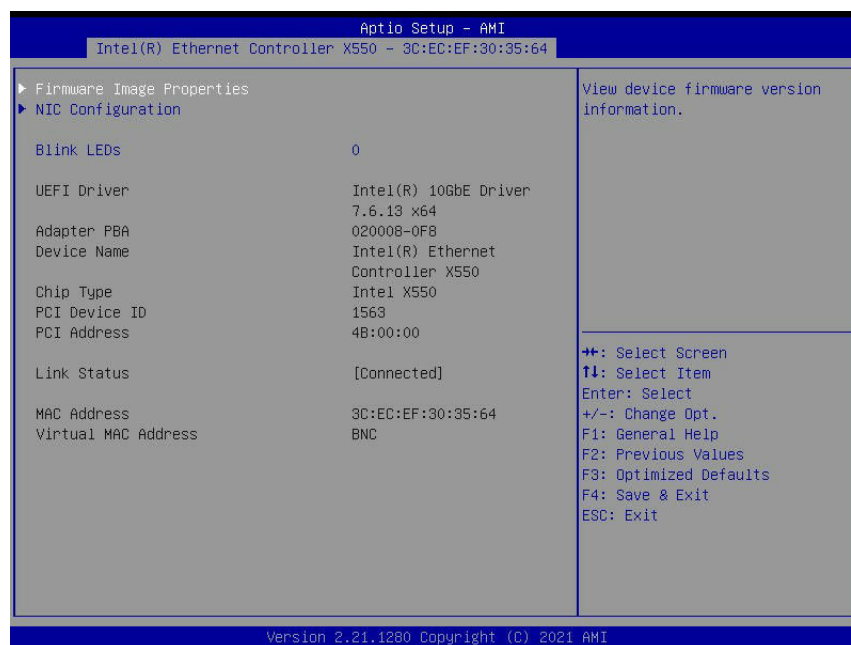 Aptio Setup - AMI
Intel(R) Ethernet Controller X550 - 3C:EC:EF:30:35:64
Firmware Image Properties
NIC Configuration
Blink LEDs 0
UEFI Driver Intel(R) 10GbE Driver
7.6.13 x64
Adapter PBA 020008-0F8
Device Name Intel(R) Ethernet
Controller X550
Chip Type Intel X550
PCI Device ID 1563
PCI Address 4B:00:00
Link Status [Connected]
MAC Address 3C:EC:EF:30:35:64
Virtual MAC Address BNC
View device firmware version
information.
→←: Select Screen
↑↓: Select Item
Enter: Select
+/-: Change Opt.
F1: General Help
F2: Previous Values
F3: Optimized Defaults
F4: Save & Exit
ESC: Exit
Version 2.21.1280 Copyright (C) 2021 AMI